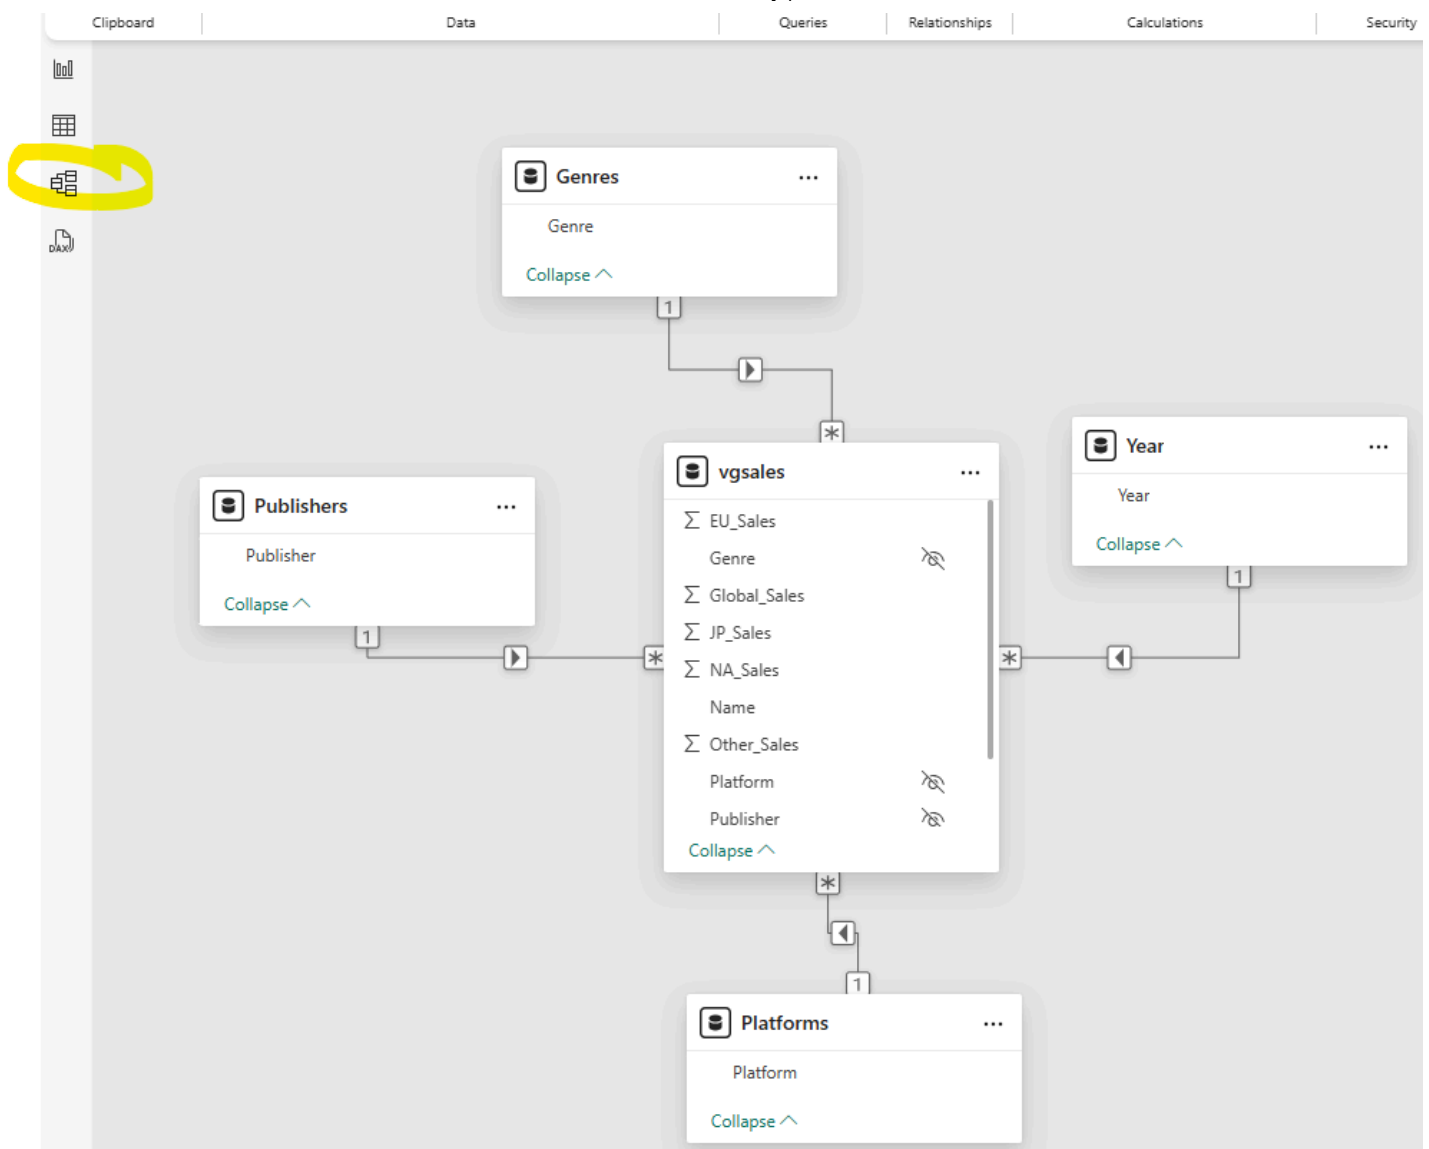 Clipboard
Data
Queries
Relationships
Calculations
Security
DAX
Genres
Genre
Collapse
1
*
Year
Year
Collapse
1
*
Publishers
Publisher
Collapse
1
*
vgsales
Σ EU_Sales
Genre
Σ Global_Sales
Σ JP_Sales
Σ NA_Sales
Name
Σ Other_Sales
Platform
Publisher
Collapse
*
1
Platforms
Platform
Collapse